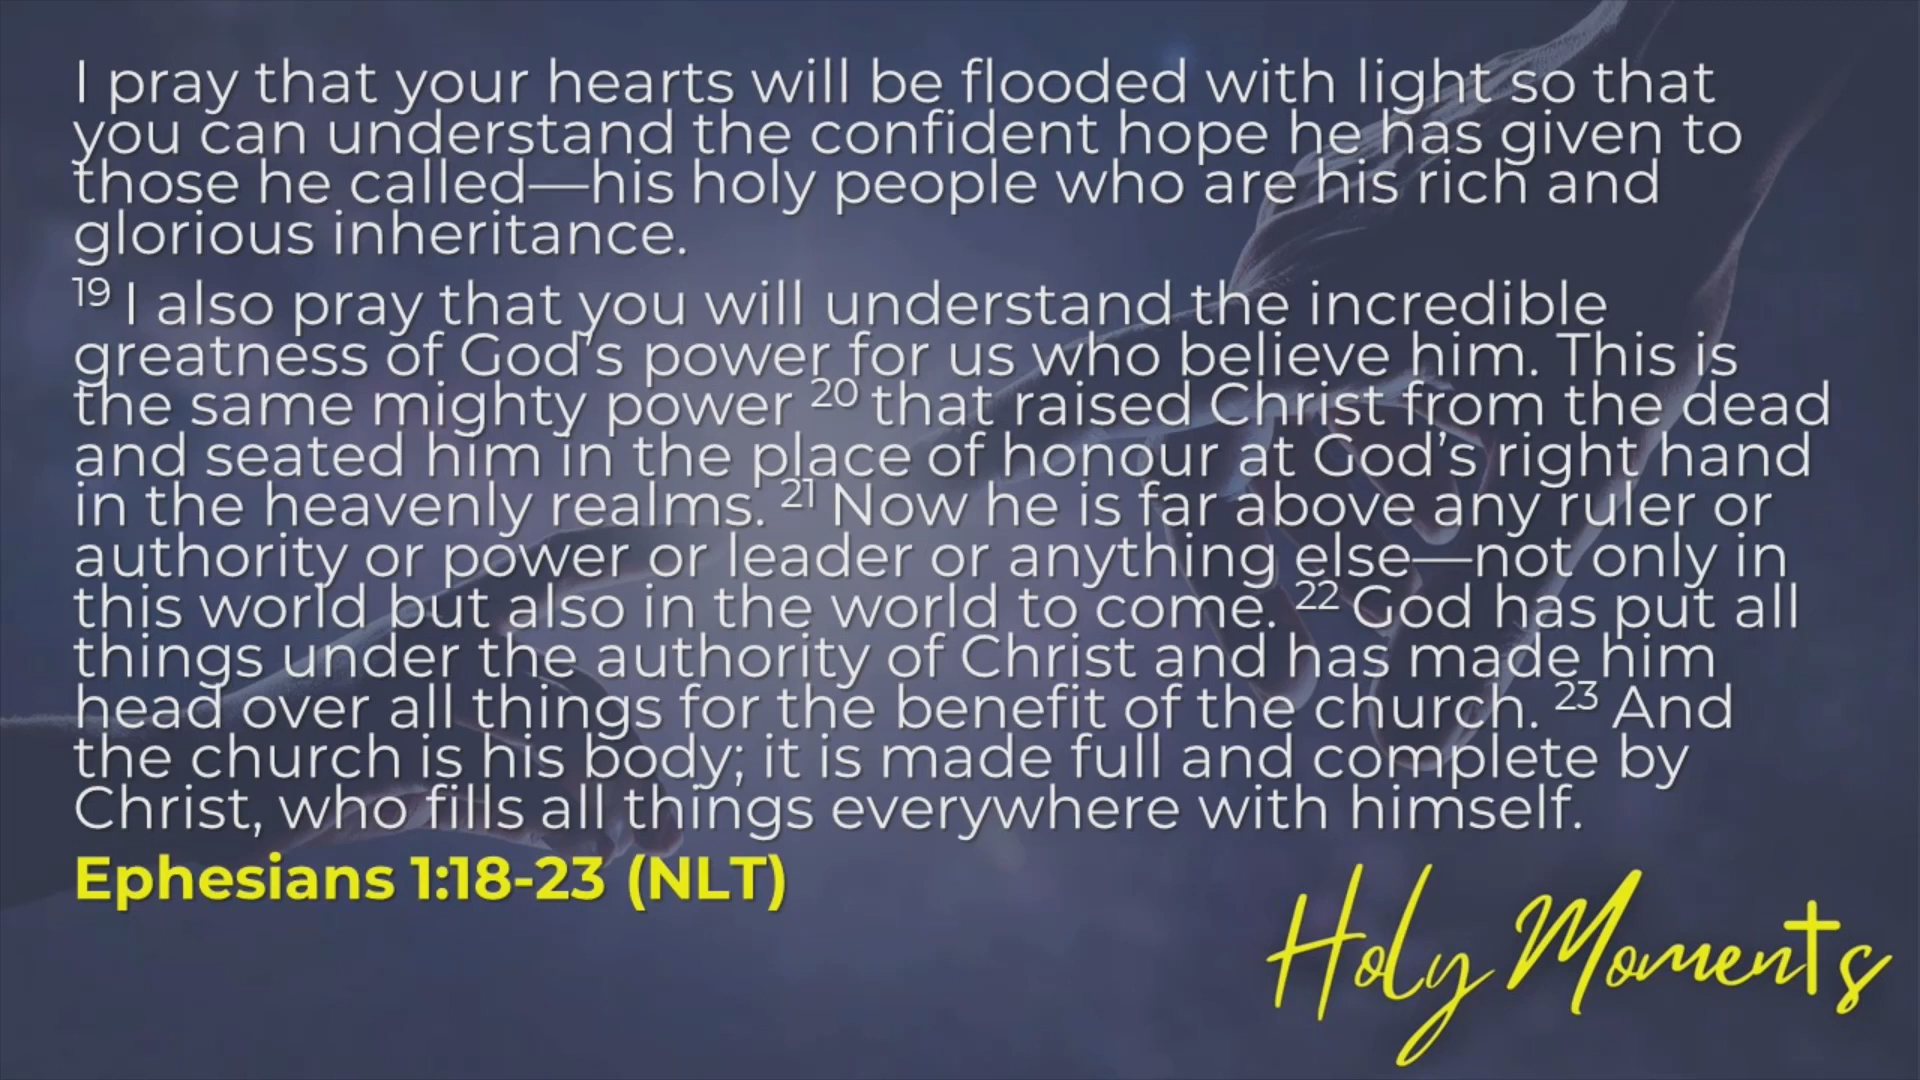 I pray that your hearts will be flooded with light so that
you can understand the confident hope he has given to
those he called—his holy people who are his rich and
glorious inheritance.
19 I also pray that you will understand the incredible
greatness of God's power for us who believe him. This is
the same mighty power 20 that raised Christ from the dead
and seated him in the place of honour at God's right hand
in the heavenly realms. 21 Now he is far above any ruler or
authority or power or leader or anything else—not only in
this world but also in the world to come. 22 God has put all
things under the authority of Christ and has made him
head over all things for the benefit of the church. 23 And
the church is his body; it is made full and complete by
Christ, who fills all things everywhere with himself.
Ephesians 1:18-23 (NLT)
Holy Moments